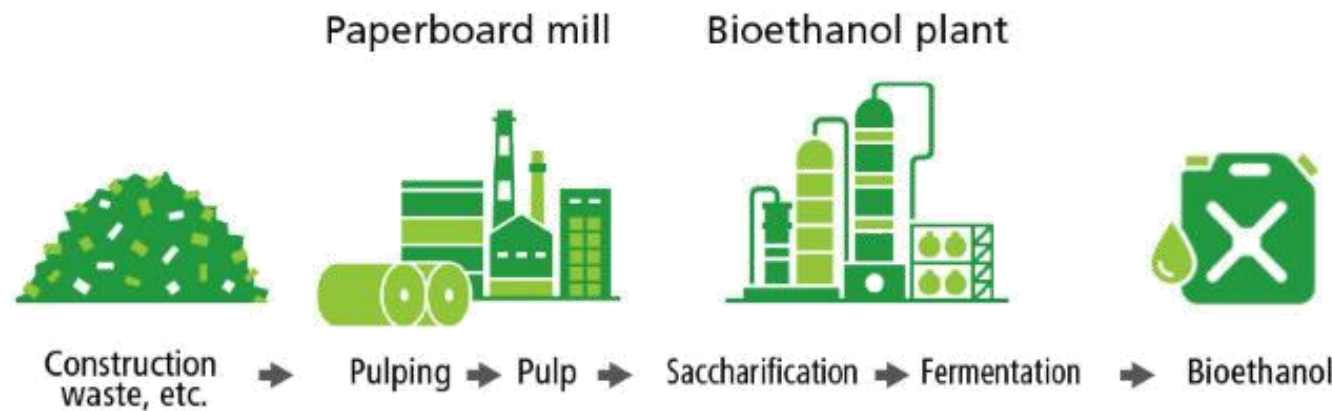 Paperboard mill
Bioethanol plant
Construction
waste, etc.
Pulping
Pulp
Saccharification
Fermentation
Bioethanol